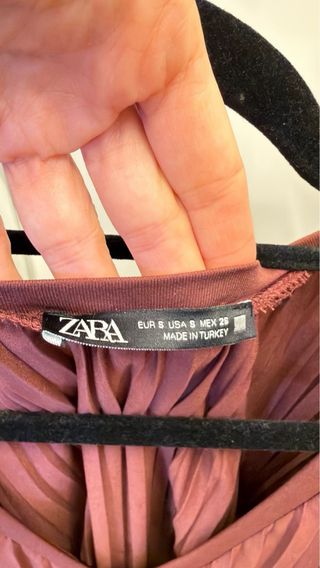 ZARA
EUR S USA S MEX 26
MADE IN TURKEY